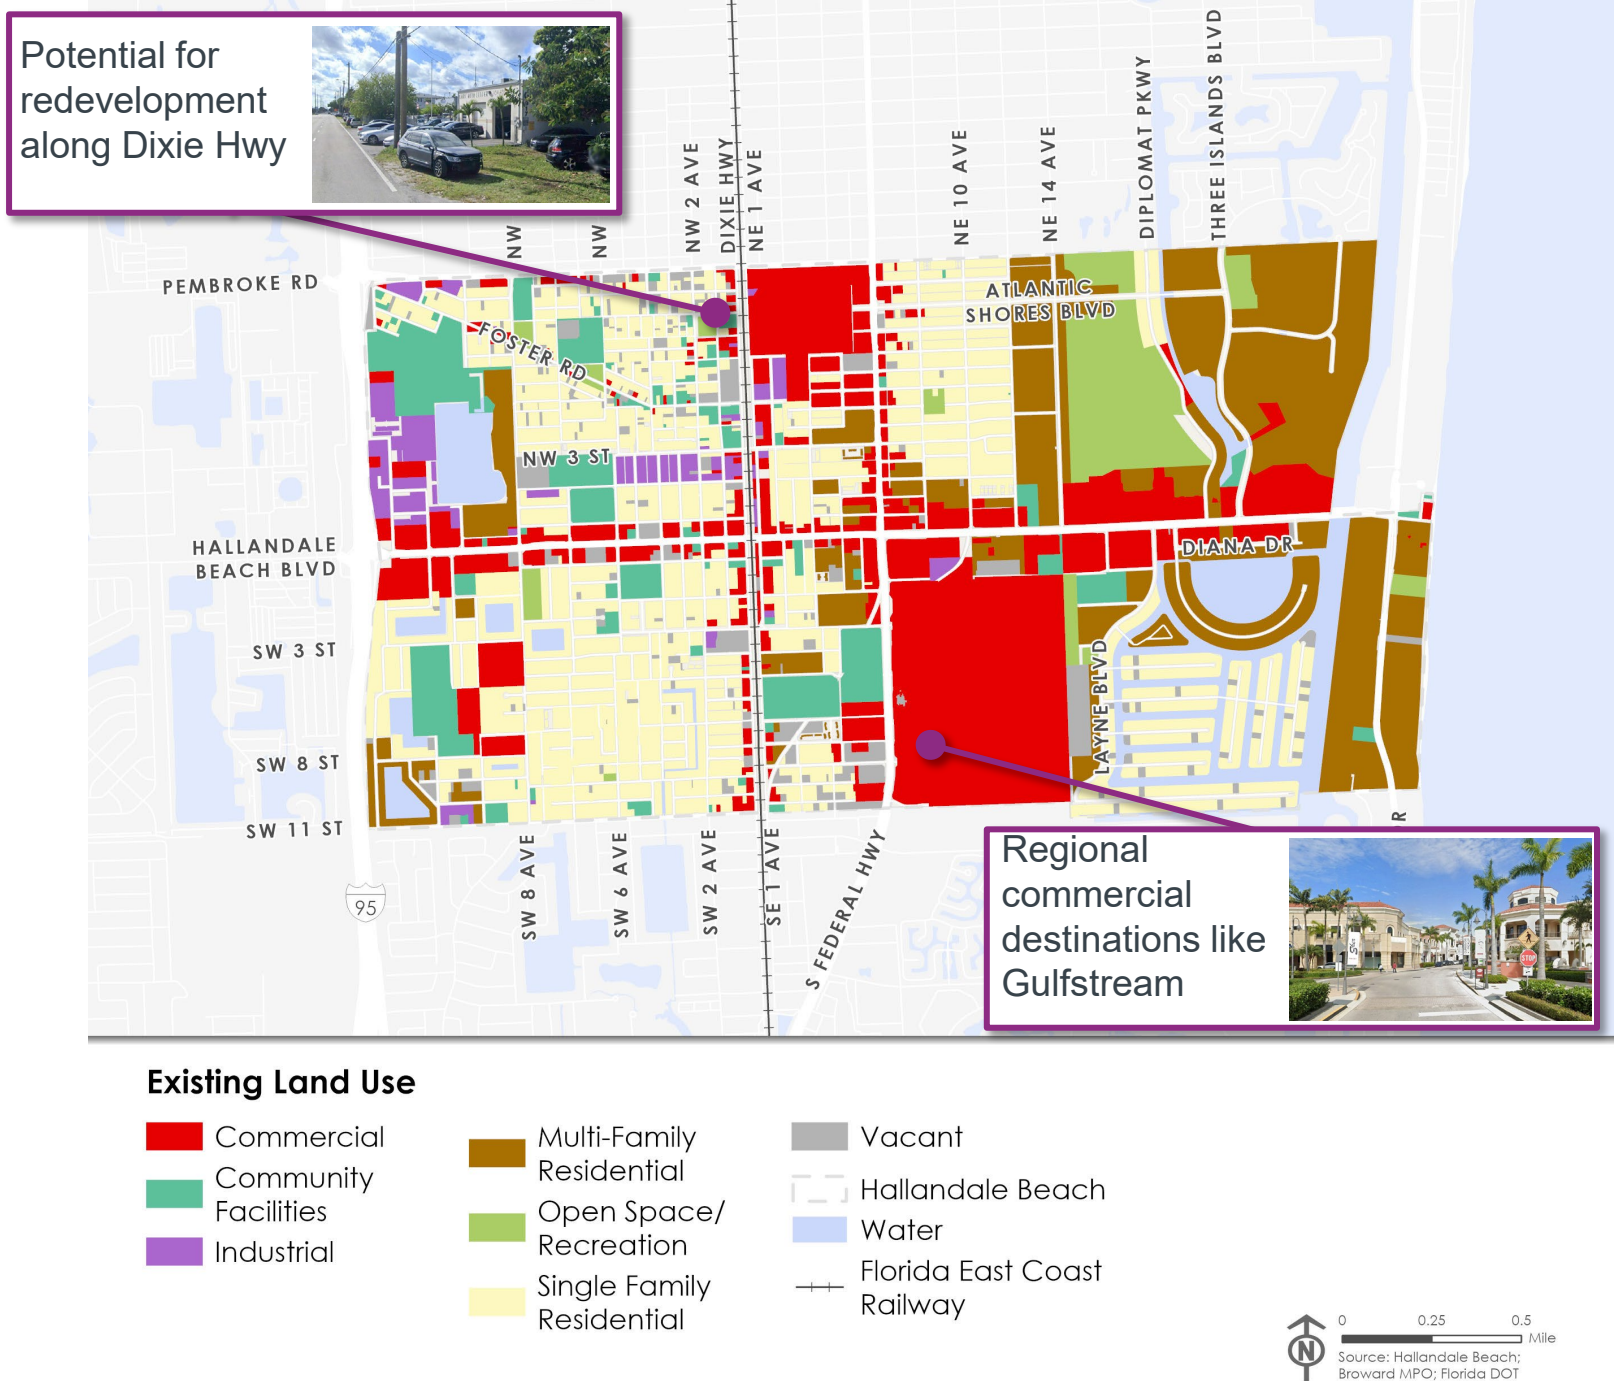 Potential for
redevelopment
along Dixie Hwy
NW
NW
NW 2 AVE
DIXIE HWY
NE 1 AVE
NE 10 AVE
NE 14 AVE
DIPLOMAT PKWY
THREE ISLANDS BLVD
PEMBROKE RD
ATLANTIC
SHORES BLVD
FOSTER RD
NW 3 ST
HALLANDALE
BEACH BLVD
DIANA DR
SW 3 ST
LAYNE BLVD
SW 8 ST
SW 11 ST
SW 8 AVE
SW 6 AVE
SW 2 AVE
SE 1 AVE
S FEDERAL HWY
R
95
Regional
commercial
destinations like
Gulfstream
STOP
Existing Land Use
Commercial
Community
Facilities
Industrial
Multi-Family
Residential
Open Space/
Recreation
Single Family
Residential
Vacant
Hallandale Beach
Water
Florida East Coast
Railway
N
0 0.25 0.5
Mile
Source: Hallandale Beach;
Broward MPO; Florida DOT